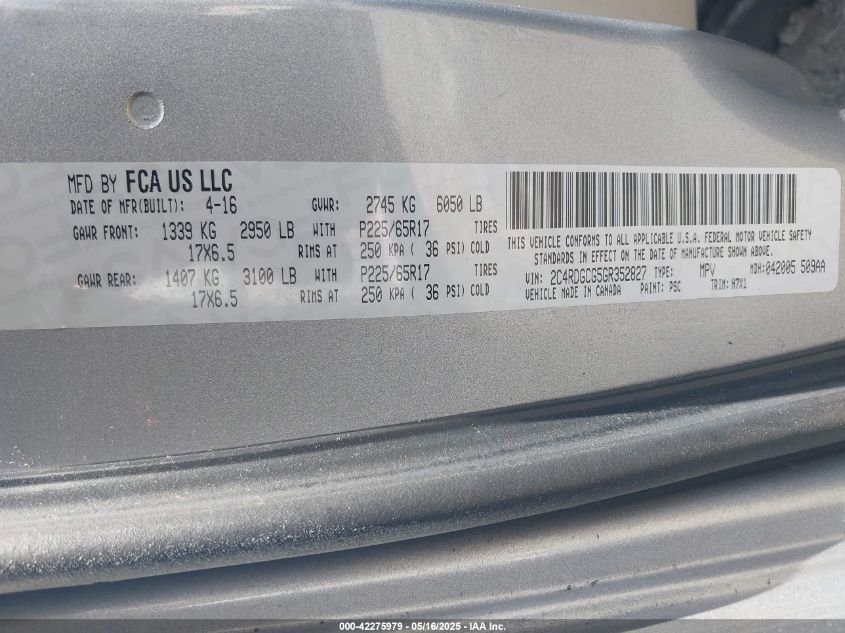 MFD BY FCA US LLC
DATE OF MFR(BUILT): 4-16 GVWR: 2745 KG 6050 LB
GAWR FRONT: 1339 KG 2950 LB WITH P225/65R17 TIRES
17X6.5 RIMS AT 250 KPA ( 36 PSI) COLD
GAWR REAR: 1407 KG 3100 LB WITH P225/65R17 TIRES
17X6.5 RIMS AT 250 KPA ( 36 PSI) COLD
THIS VEHICLE CONFORMS TO ALL APPLICABLE U.S.A. FEDERAL MOTOR VEHICLE SAFETY
STANDARDS IN EFFECT ON THE DATE OF MANUFACTURE SHOWN ABOVE.
VIN: 2C4RDGCG5GR352827 TYPE: MPV MDH: 042005 509AA
VEHICLE MADE IN CANADA PAINT: PSC TRIM: H7X1
000-42275979 - 05/16/2025 - IAA, Inc.